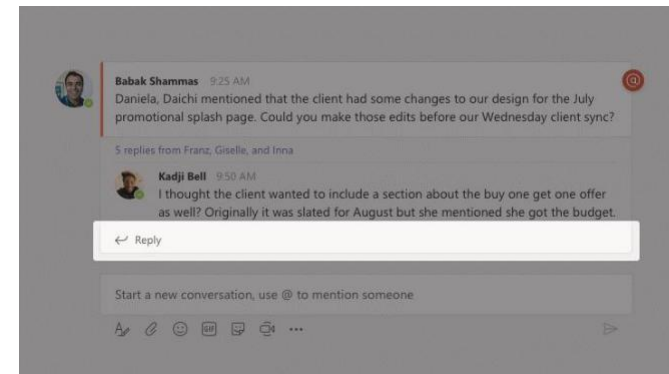 Babak Shammas 9:25 AM
Daniela, Daichi mentioned that the client had some changes to our design for the July
promotional splash page. Could you make those edits before our Wednesday client sync?
5 replies from Franz, Giselle, and Inna
Kadji Bell 9:50 AM
I thought the client wanted to include a section about the buy one get one offer
as well? Originally it was slated for August but she mentioned she got the budget.
Reply
Start a new conversation, use @ to mention someone
GIF